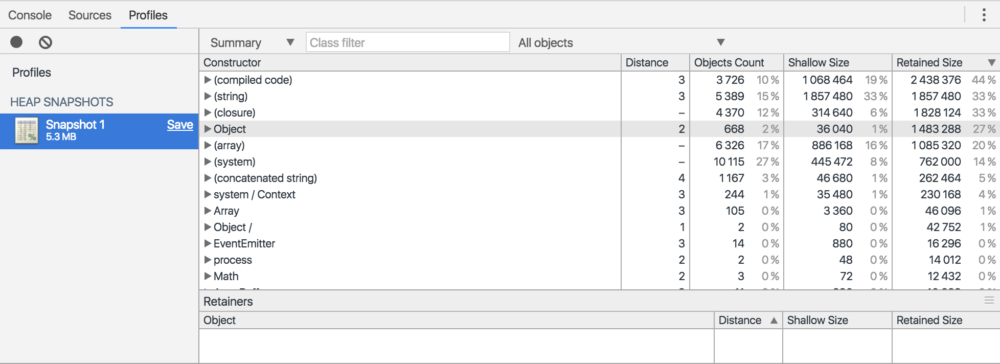 Console Sources Profiles
Summary ▼ Class filter All objects ▼
Profiles
HEAP SNAPSHOTS
Snapshot 1 Save
5.3 MB
Constructor Distance Objects Count Shallow Size Retained Size ▼
(compiled code) 3 3 726 10 % 1 068 464 19 % 2 438 376 44 %
(string) 3 5 389 15 % 1 857 480 33 % 1 857 480 33 %
(closure) – 4 370 12 % 314 640 6 % 1 828 124 33 %
Object 2 668 2 % 36 040 1 % 1 483 288 27 %
(array) – 6 326 17 % 886 168 16 % 1 085 320 20 %
(system) – 10 115 27 % 445 472 8 % 762 000 14 %
(concatenated string) 4 1 167 3 % 46 680 1 % 262 464 5 %
system / Context 3 244 1 % 35 480 1 % 230 168 4 %
Array 3 105 0 % 3 360 0 % 46 096 1 %
Object / 1 2 0 % 80 0 % 42 752 1 %
EventEmitter 3 14 0 % 880 0 % 16 296 0 %
process 2 2 0 % 48 0 % 14 012 0 %
Math 2 3 0 % 72 0 % 12 432 0 %
Retainers
Object Distance ▲ Shallow Size Retained Size